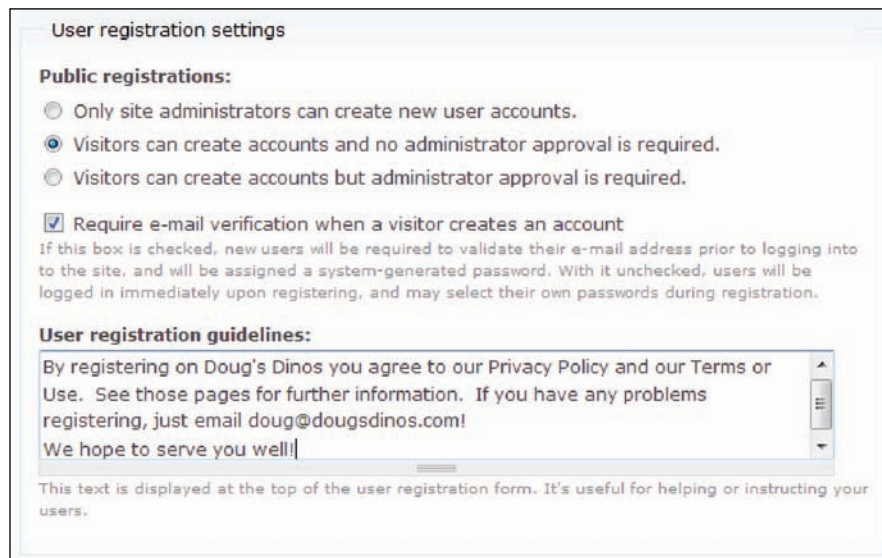 User registration settings
Public registrations:
Only site administrators can create new user accounts.
Visitors can create accounts and no administrator approval is required.
Visitors can create accounts but administrator approval is required.
Require e-mail verification when a visitor creates an account
If this box is checked, new users will be required to validate their e-mail address prior to logging into
to the site, and will be assigned a system-generated password. With it unchecked, users will be
logged in immediately upon registering, and may select their own passwords during registration.
User registration guidelines:
By registering on Doug's Dinos you agree to our Privacy Policy and our Terms or
Use.  See those pages for further information.  If you have any problems
registering, just email doug@dougsdinos.com!
We hope to serve you well!
This text is displayed at the top of the user registration form. It's useful for helping or instructing your
users.